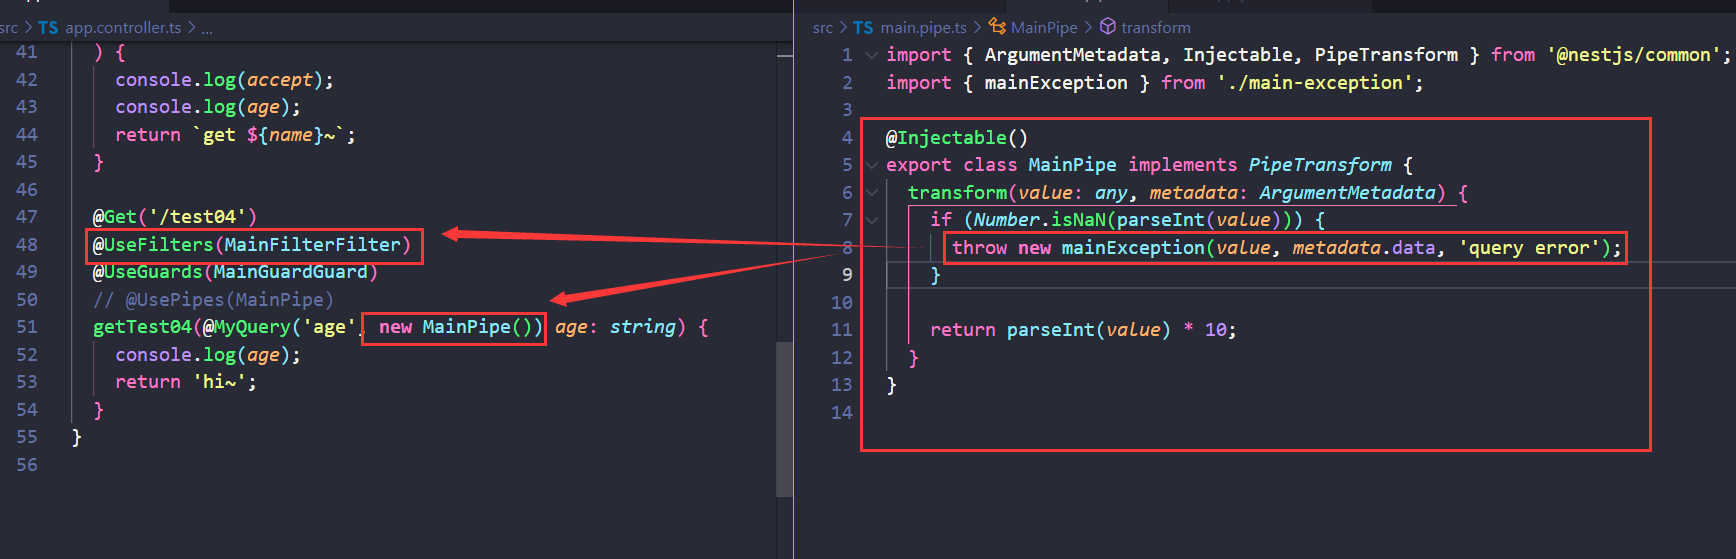 src > TS app.controller.ts > ...
41 ) {
42 console.log(accept);
43 console.log(age);
44 return `get ${name}~`;
45 }
46
47 @Get('/test04')
48 @UseFilters(MainFilterFilter)
49 @UseGuards(MainGuardGuard)
50 // @UsePipes(MainPipe)
51 getTest04(@MyQuery('age' new MainPipe()) age: string) {
52 console.log(age);
53 return 'hi~';
54 }
55 }
56
src > TS main.pipe.ts > MainPipe > transform
1 import { ArgumentMetadata, Injectable, PipeTransform } from '@nestjs/common';
2 import { mainException } from './main-exception';
3
4 @Injectable()
5 export class MainPipe implements PipeTransform {
6 transform(value: any, metadata: ArgumentMetadata) {
7 if (Number.isNaN(parseInt(value))) {
8 throw new mainException(value, metadata.data, 'query error');
9 }
10
11 return parseInt(value) * 10;
12 }
13 }
14